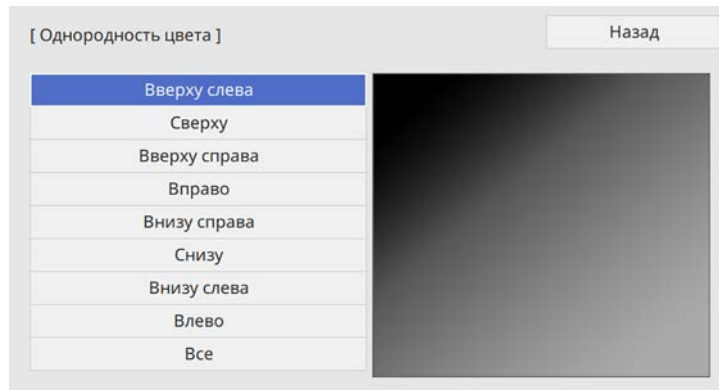 [ Однородность цвета ]
Назад
Вверху слева
Сверху
Вверху справа
Вправо
Внизу справа
Снизу
Внизу слева
Влево
Все